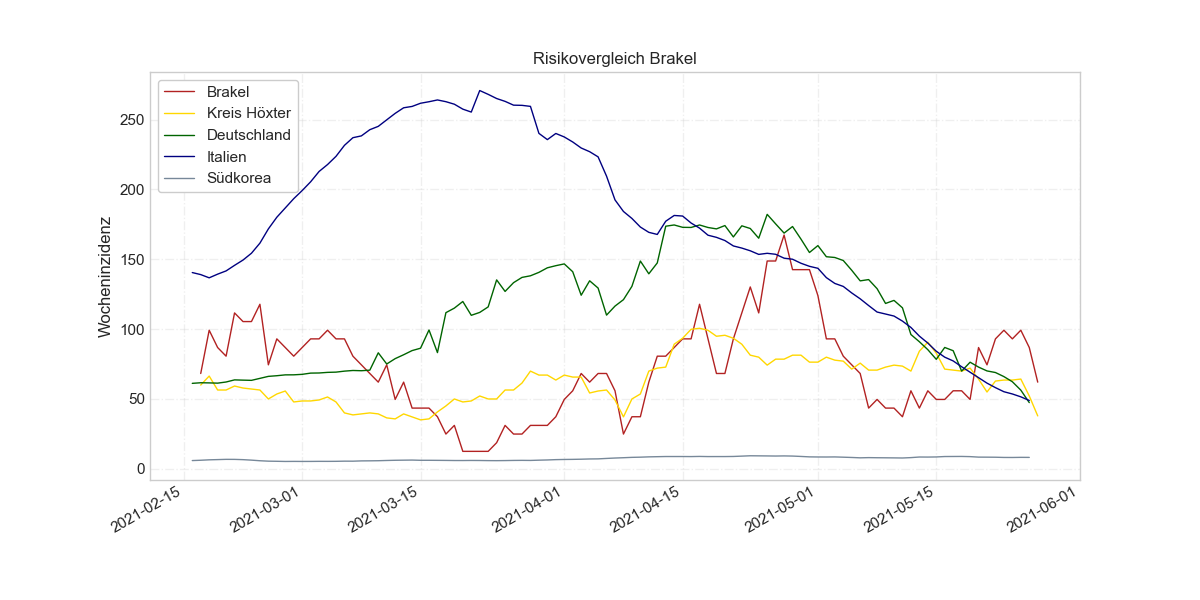 Risikovergleich Brakel
Brakel
Kreis Höxter
Deutschland
Italien
Südkorea
Wocheninzidenz
250
200
150
100
50
0
2021-02-15
2021-03-01
2021-03-15
2021-04-01
2021-04-15
2021-05-01
2021-05-15
2021-06-01